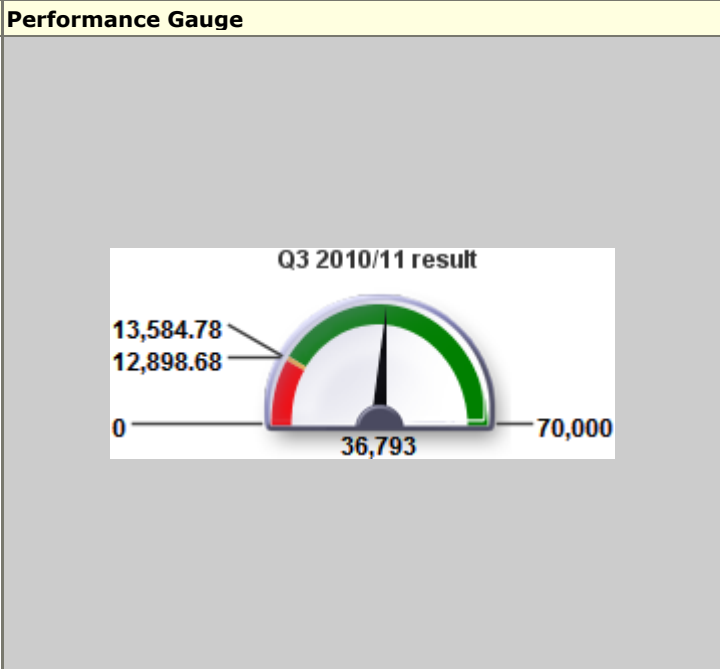 Performance Gauge
Q3 2010/11 result
13,584.78
12,898.68
0
70,000
36,793